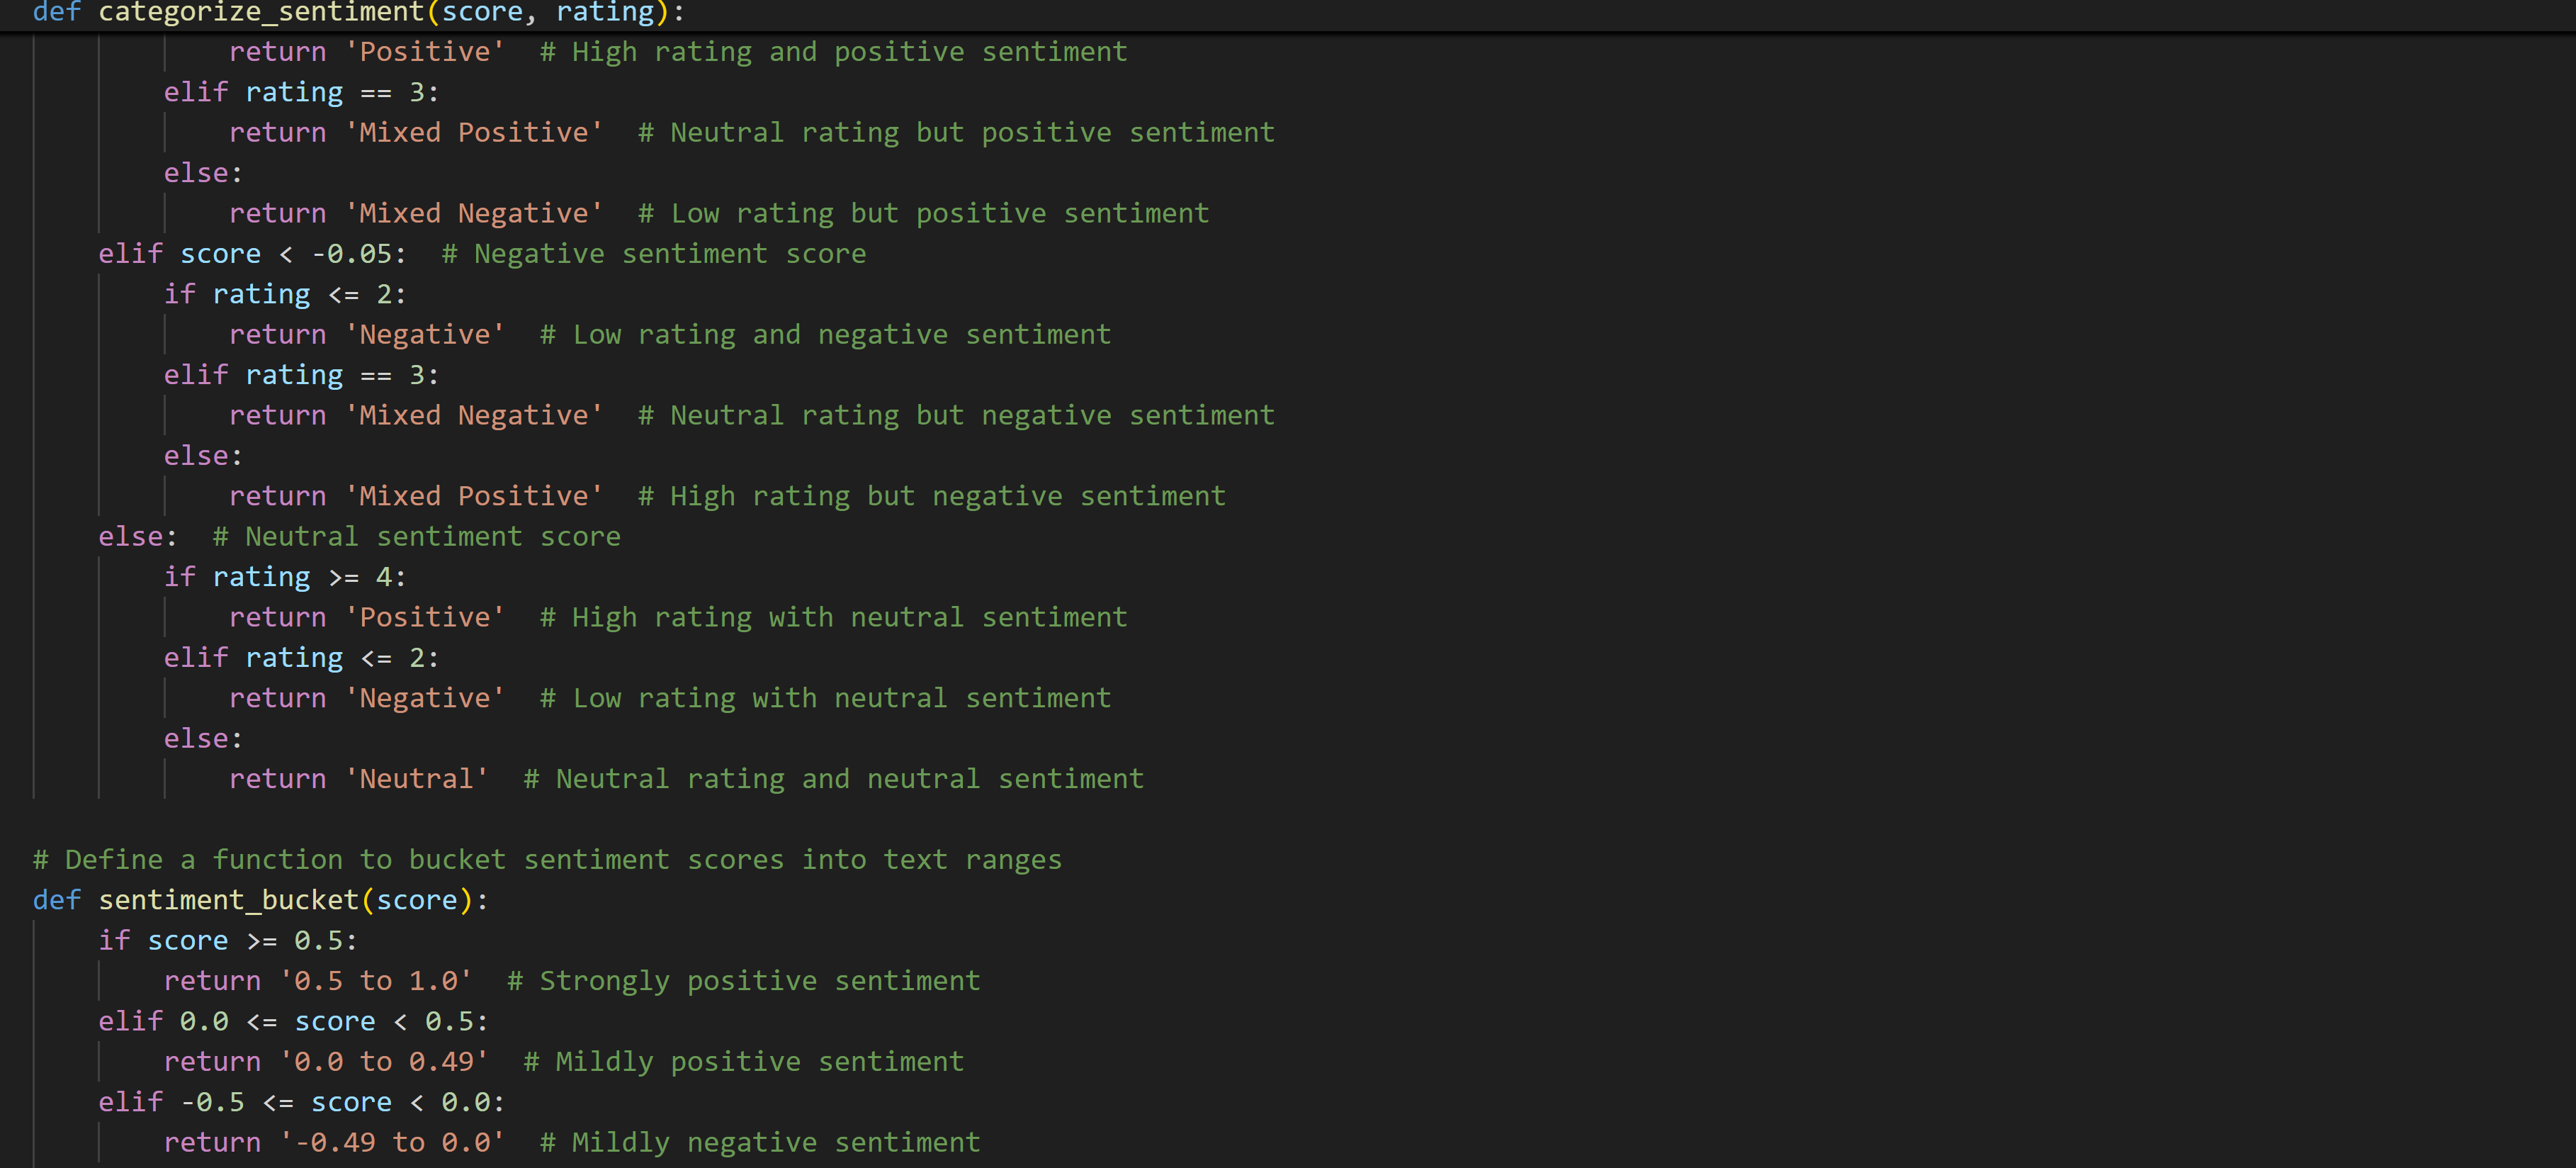 def categorize_sentiment(score, rating):
            return 'Positive'  # High rating and positive sentiment
        elif rating == 3:
            return 'Mixed Positive'  # Neutral rating but positive sentiment
        else:
            return 'Mixed Negative'  # Low rating but positive sentiment
    elif score < -0.05:  # Negative sentiment score
        if rating <= 2:
            return 'Negative'  # Low rating and negative sentiment
        elif rating == 3:
            return 'Mixed Negative'  # Neutral rating but negative sentiment
        else:
            return 'Mixed Positive'  # High rating but negative sentiment
    else:  # Neutral sentiment score
        if rating >= 4:
            return 'Positive'  # High rating with neutral sentiment
        elif rating <= 2:
            return 'Negative'  # Low rating with neutral sentiment
        else:
            return 'Neutral'  # Neutral rating and neutral sentiment

# Define a function to bucket sentiment scores into text ranges
def sentiment_bucket(score):
    if score >= 0.5:
        return '0.5 to 1.0'  # Strongly positive sentiment
    elif 0.0 <= score < 0.5:
        return '0.0 to 0.49'  # Mildly positive sentiment
    elif -0.5 <= score < 0.0:
        return '-0.49 to 0.0'  # Mildly negative sentiment